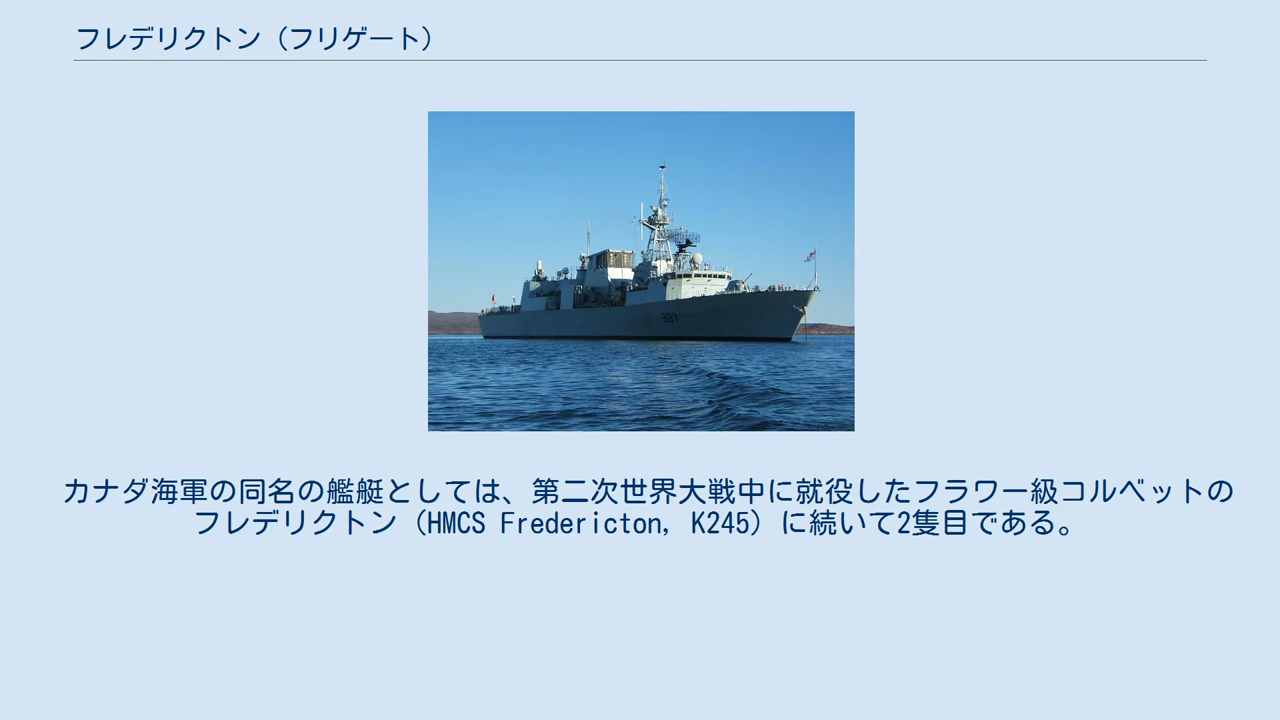 フレデリクトン（フリゲート）
337
カナダ海軍の同名の艦艇としては、第二次世界大戦中に就役したフラワー級コルベットの
フレデリクトン（HMCS Fredericton, K245）に続いて2隻目である。